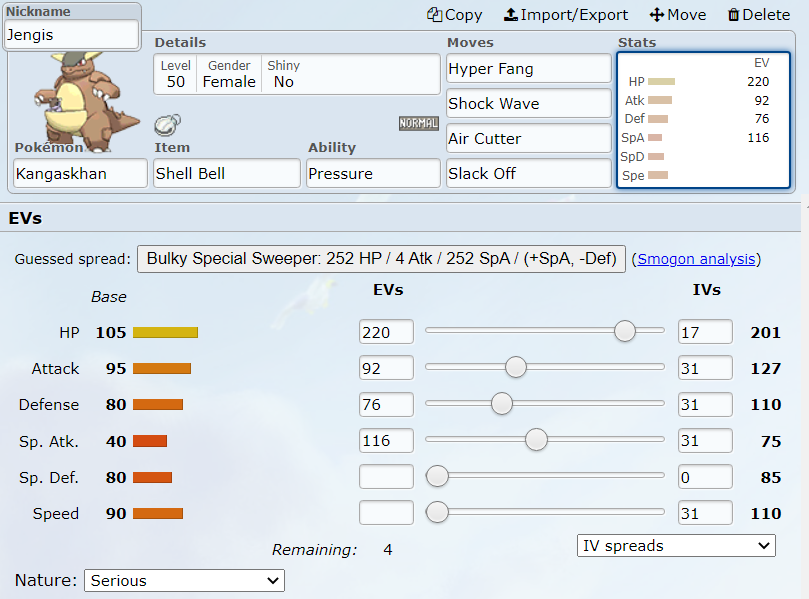 Nickname
Jengis
Copy Import/Export Move Delete
Details Moves Stats
Level Gender Shiny
50 Female No
Hyper Fang
Shock Wave
Air Cutter
Slack Off
EV
HP 220
Atk 92
Def 76
SpA 116
SpD
Spe
NORMAL
Pokémon Item Ability
Kangaskhan Shell Bell Pressure
EVs
Guessed spread: Bulky Special Sweeper: 252 HP / 4 Atk / 252 SpA / (+SpA, -Def) (Smogon analysis)
Base EVs IVs
HP 105 220 17 201
Attack 95 92 31 127
Defense 80 76 31 110
Sp. Atk. 40 116 31 75
Sp. Def. 80 0 85
Speed 90 31 110
Remaining: 4 IV spreads
Nature: Serious